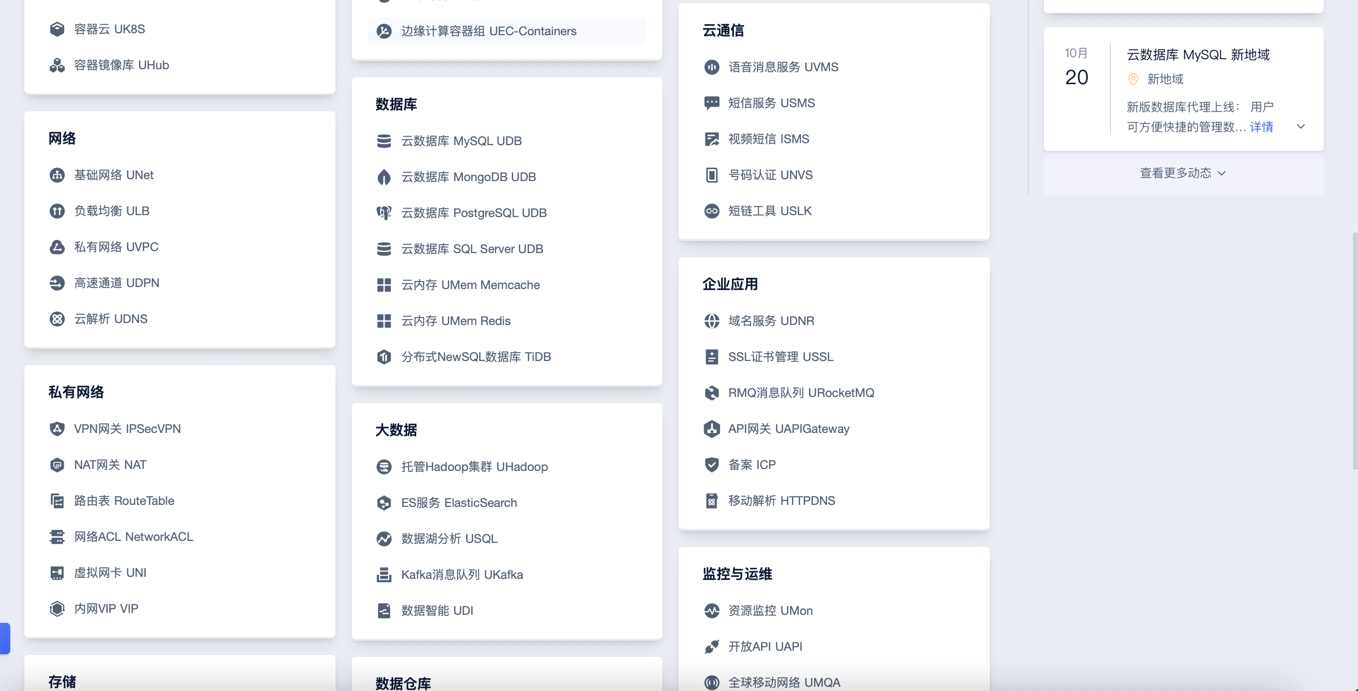 容器云 UK8S
容器镜像库 UHub
网络
基础网络 UNet
负载均衡 ULB
私有网络 UVPC
高速通道 UDPN
云解析 UDNS
私有网络
VPN网关 IPSecVPN
NAT网关 NAT
路由表 RouteTable
网络ACL NetworkACL
虚拟网卡 UNI
内网VIP VIP
存储
边缘计算容器组 UEC-Containers
数据库
云数据库 MySQL UDB
云数据库 MongoDB UDB
云数据库 PostgreSQL UDB
云数据库 SQL Server UDB
云内存 UMem Memcache
云内存 UMem Redis
分布式NewSQL数据库 TiDB
大数据
托管Hadoop集群 UHadoop
ES服务 ElasticSearch
数据湖分析 USQL
Kafka消息队列 UKafka
数据智能 UDI
数据仓库
云通信
语音消息服务 UVMS
短信服务 USMS
视频短信 ISMS
号码认证 UNVS
短链工具 USLK
企业应用
域名服务 UDNR
SSL证书管理 USSL
RMQ消息队列 URocketMQ
API网关 UAPIGateway
备案 ICP
移动解析 HTTPDNS
监控与运维
资源监控 UMon
开放API UAPI
全球移动网络 UMQA
10月
20
云数据库 MySQL 新地域
新地域
新版数据库代理上线： 用户
可方便快捷的管理数... 详情
查看更多动态